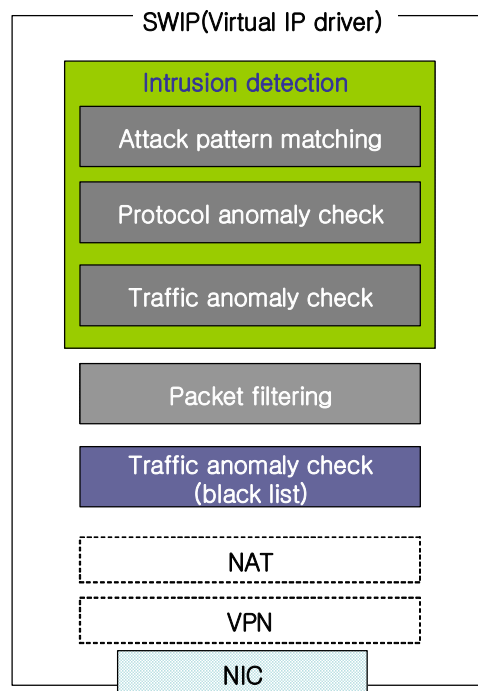 SWIP(Virtual IP driver)
Intrusion detection
Attack pattern matching
Protocol anomaly check
Traffic anomaly check
Packet filtering
Traffic anomaly check
(black list)
NAT
VPN
NIC